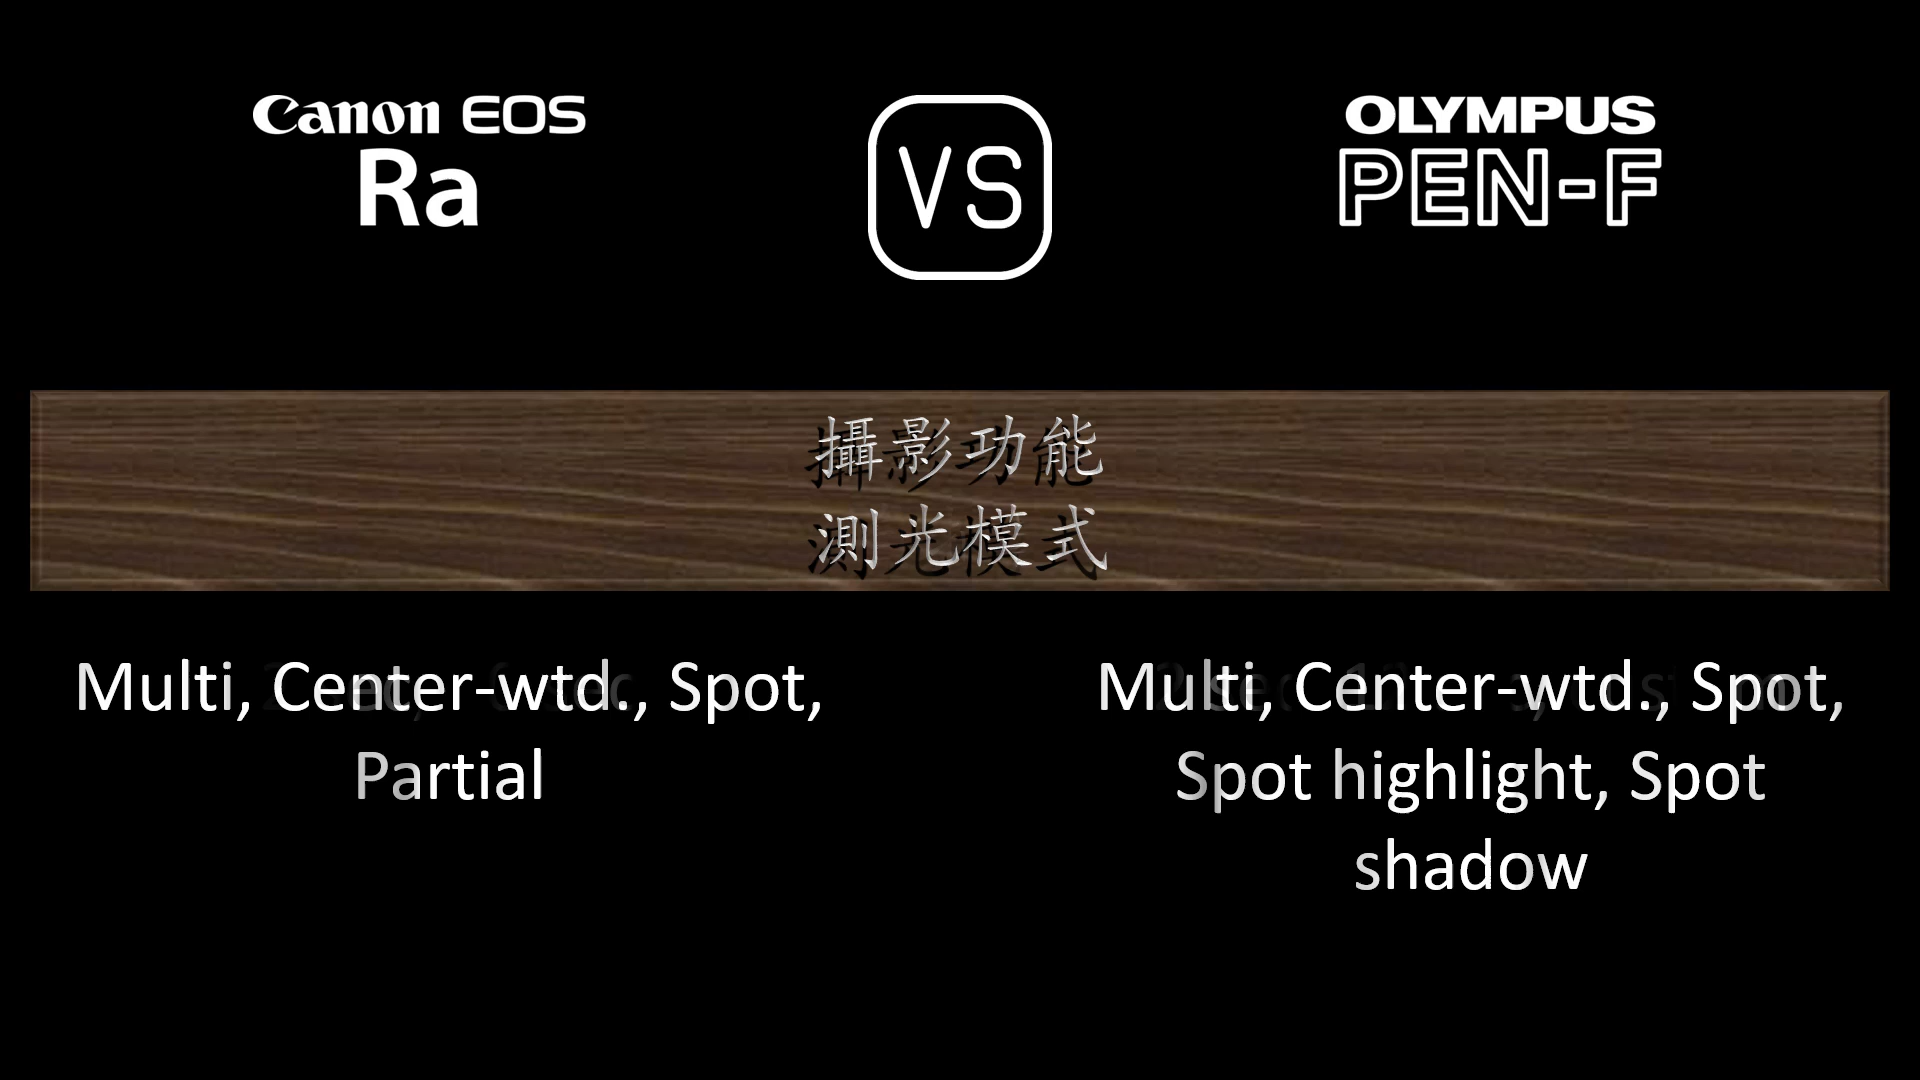 Canon EOS
Ra
VS
OLYMPUS
PEN-F
攝影功能
測光模式
Multi, Center-wtd., Spot,
Partial
Multi, Center-wtd., Spot,
Spot highlight, Spot
shadow